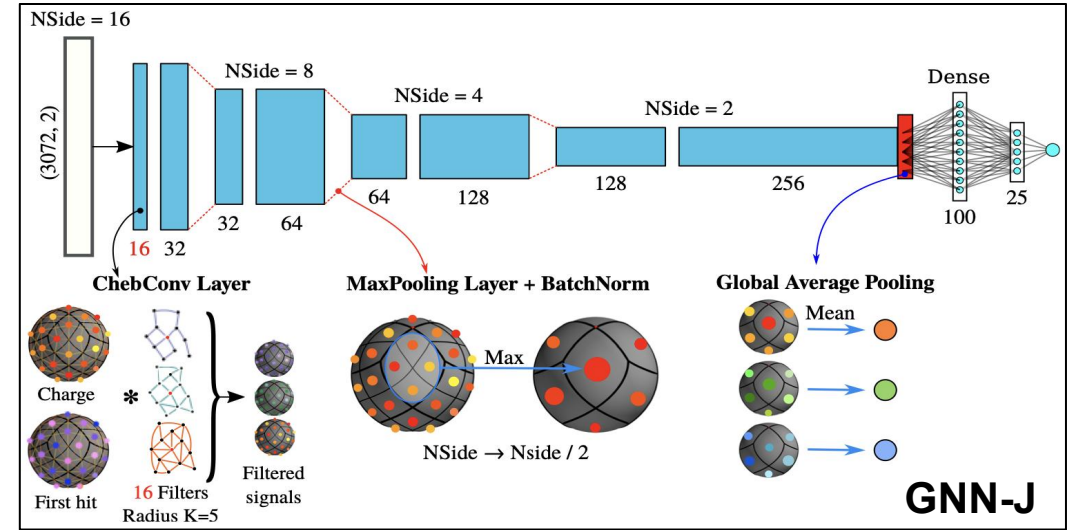 NSide = 16
(3072, 2)
NSide = 8
NSide = 4
NSide = 2
Dense
16
32
32
64
64
128
128
256
100
25
ChebConv Layer
MaxPooling Layer + BatchNorm
Global Average Pooling
Charge
*
First hit
16 Filters
Radius K=5
Filtered
signals
Max
NSide → Nside / 2
Mean
GNN-J